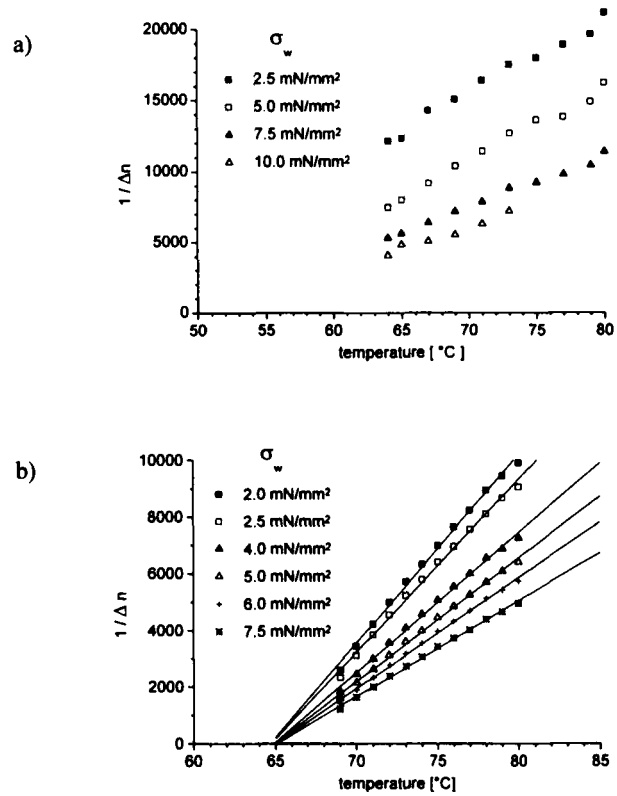 a)
σw
2.5 mN/mm²
5.0 mN/mm²
7.5 mN/mm²
10.0 mN/mm²
1 / Δn
20000
15000
10000
5000
0
50 55 60 65 70 75 80
temperature [ °C]
b)
σw
2.0 mN/mm²
2.5 mN/mm²
4.0 mN/mm²
5.0 mN/mm²
6.0 mN/mm²
7.5 mN/mm²
1 / Δ n
10000
8000
6000
4000
2000
0
60 65 70 75 80 85
temperature [°C]